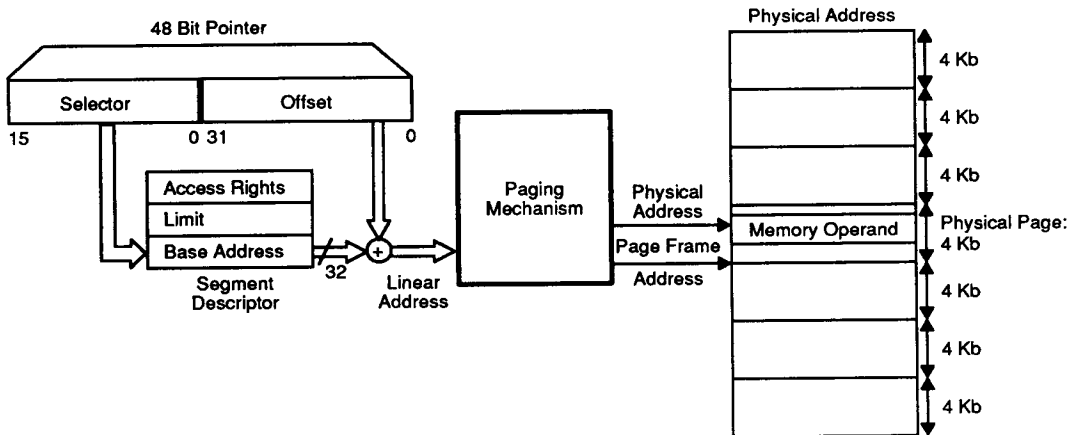 48 Bit Pointer
Selector
Offset
15
0
31
0
Access Rights
Limit
Base Address
Segment
Descriptor
32
+
Linear
Address
Paging
Mechanism
Physical
Address
Page Frame
Address
Physical Address
Memory Operand
4 Kb
4 Kb
4 Kb
Physical Page:
4 Kb
4 Kb
4 Kb
4 Kb